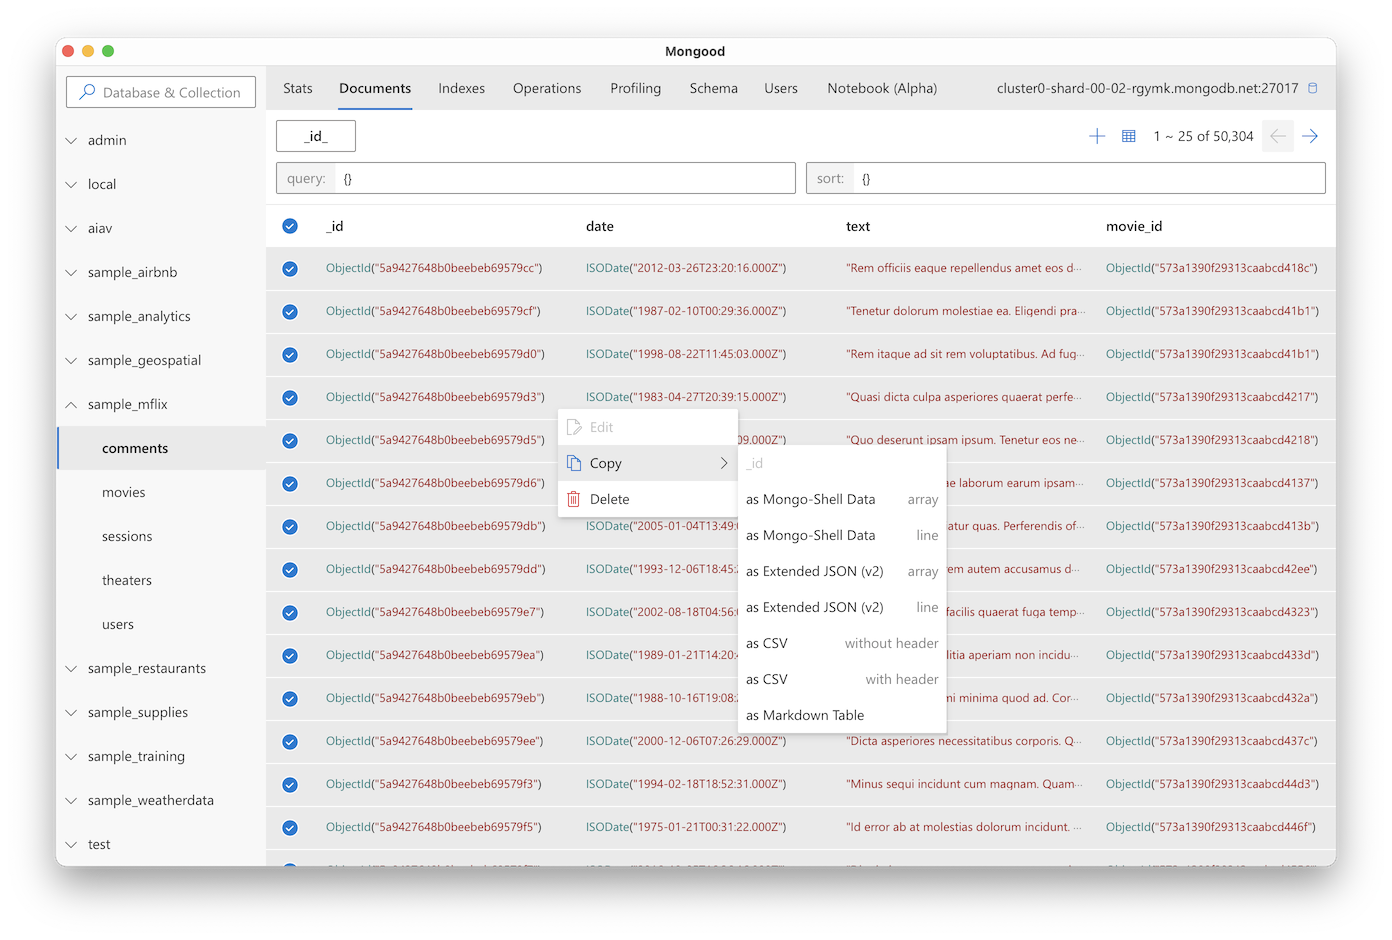 Mongood
Database & Collection
Stats Documents Indexes Operations Profiling Schema Users Notebook (Alpha) cluster0-shard-00-02-rgymk.mongodb.net:27017
admin
local
aiav
sample_airbnb
sample_analytics
sample_geospatial
sample_mflix
comments
movies
sessions
theaters
users
sample_restaurants
sample_supplies
sample_training
sample_weatherdata
test
_id_
1 ~ 25 of 50,304
query: {}
sort: {}
_id date text movie_id
ObjectId("5a9427648b0beebeb69579cc") ISODate("2012-03-26T23:20:16.000Z") "Rem officiis eaque repellendus amet eos d··· ObjectId("573a1390f29313caabcd418c")
ObjectId("5a9427648b0beebeb69579cf") ISODate("1987-02-10T00:29:36.000Z") "Tenetur dolorum molestiae ea. Eligendi pra··· ObjectId("573a1390f29313caabcd41b1")
ObjectId("5a9427648b0beebeb69579d0") ISODate("1998-08-22T11:45:03.000Z") "Rem itaque ad sit rem voluptatibus. Ad fug··· ObjectId("573a1390f29313caabcd41b1")
ObjectId("5a9427648b0beebeb69579d3") ISODate("1983-04-27T20:39:15.000Z") "Quasi dicta culpa asperiores quaerat perfe··· ObjectId("573a1390f29313caabcd4217")
ObjectId("5a9427648b0beebeb69579d5") 09.000Z") "Quo deserunt ipsam ipsum. Tenetur eos ne··· ObjectId("573a1390f29313caabcd4218")
ObjectId("5a9427648b0beebeb69579d6") ae laborum earum ipsam··· ObjectId("573a1390f29313caabcd4137")
ObjectId("5a9427648b0beebeb69579db") ISODate("2005-01-04T13:49: atur quas. Perferendis of··· ObjectId("573a1390f29313caabcd413b")
ObjectId("5a9427648b0beebeb69579dd") ISODate("1993-12-06T18:45: em autem accusamus d··· ObjectId("573a1390f29313caabcd42ee")
ObjectId("5a9427648b0beebeb69579e7") ISODate("2002-08-18T04:56: facilis quaerat fuga temp··· ObjectId("573a1390f29313caabcd4323")
ObjectId("5a9427648b0beebeb69579ea") ISODate("1989-01-21T14:20: litia aperiam non incidu··· ObjectId("573a1390f29313caabcd433d")
ObjectId("5a9427648b0beebeb69579eb") ISODate("1988-10-16T19:08: mi minima quod ad. Cor··· ObjectId("573a1390f29313caabcd432a")
ObjectId("5a9427648b0beebeb69579ee") ISODate("2000-12-06T07:26:29.000Z") "Dicta asperiores necessitatibus corporis. Q··· ObjectId("573a1390f29313caabcd437c")
ObjectId("5a9427648b0beebeb69579f3") ISODate("1994-02-18T18:52:31.000Z") "Minus sequi incidunt cum magnam. Quam··· ObjectId("573a1390f29313caabcd44d3")
ObjectId("5a9427648b0beebeb69579f5") ISODate("1975-01-21T00:31:22.000Z") "Id error ab at molestias dolorum incidunt. ··· ObjectId("573a1390f29313caabcd446f")
Edit
Copy
Delete
_id
as Mongo-Shell Data array
as Mongo-Shell Data line
as Extended JSON (v2) array
as Extended JSON (v2) line
as CSV without header
as CSV with header
as Markdown Table